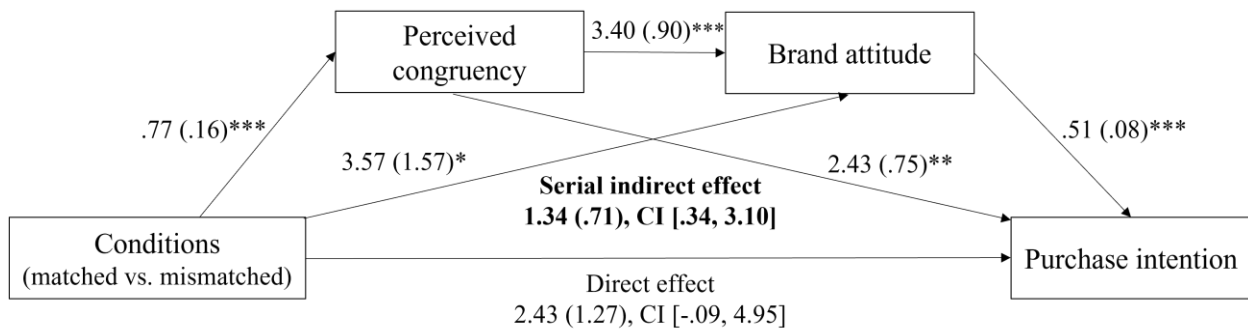 Perceived
congruency
3.40 (.90)***
Brand attitude
.77 (.16)***
3.57 (1.57)*
2.43 (.75)**
.51 (.08)***
Serial indirect effect
1.34 (.71), CI [.34, 3.10]
Conditions
(matched vs. mismatched)
Purchase intention
Direct effect
2.43 (1.27), CI [-.09, 4.95]